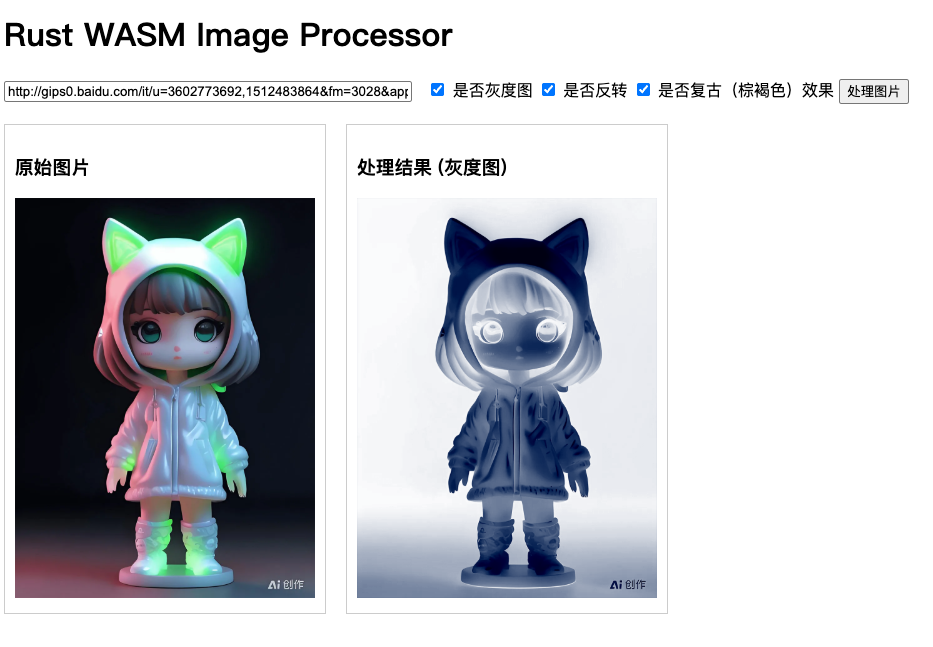 Rust WASM Image Processor
http://gips0.baidu.com/it/u=3602773692,1512483864&fm=3028&app 是否灰度图 是否反转 是否复古（棕褐色）效果 处理图片
原始图片
处理结果 (灰度图)
Ai 创作
Ai 创作